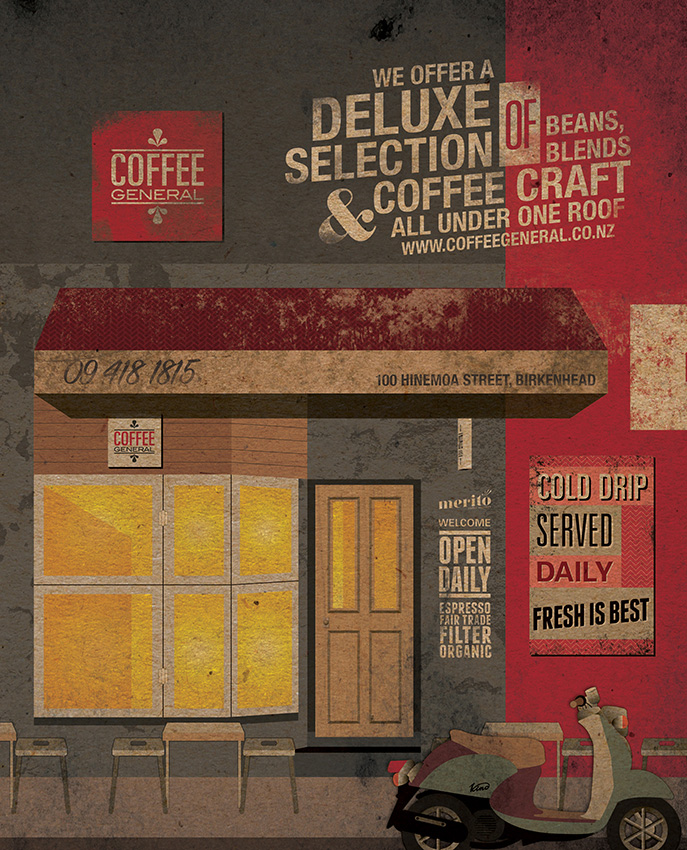 WE OFFER A
DELUXE
SELECTION
OF
BEANS,
BLENDS
& COFFEE CRAFT
ALL UNDER ONE ROOF
WWW.COFFEEGENERAL.CO.NZ
COFFEE
GENERAL
09 418 1815
100 HINEMOA STREET, BIRKENHEAD
COFFEE
GENERAL
merito
WELCOME
OPEN
DAILY
ESPRESSO
FAIR TRADE
FILTER
ORGANIC
COLD DRIP
SERVED
DAILY
FRESH IS BEST